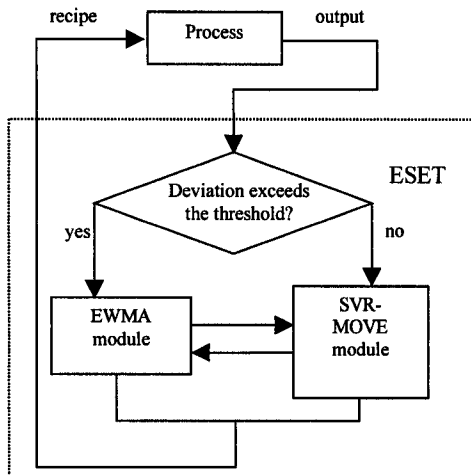 recipe
Process
output
Deviation exceeds
the threshold?
ESET
yes
no
EWMA
module
SVR-
MOVE
module